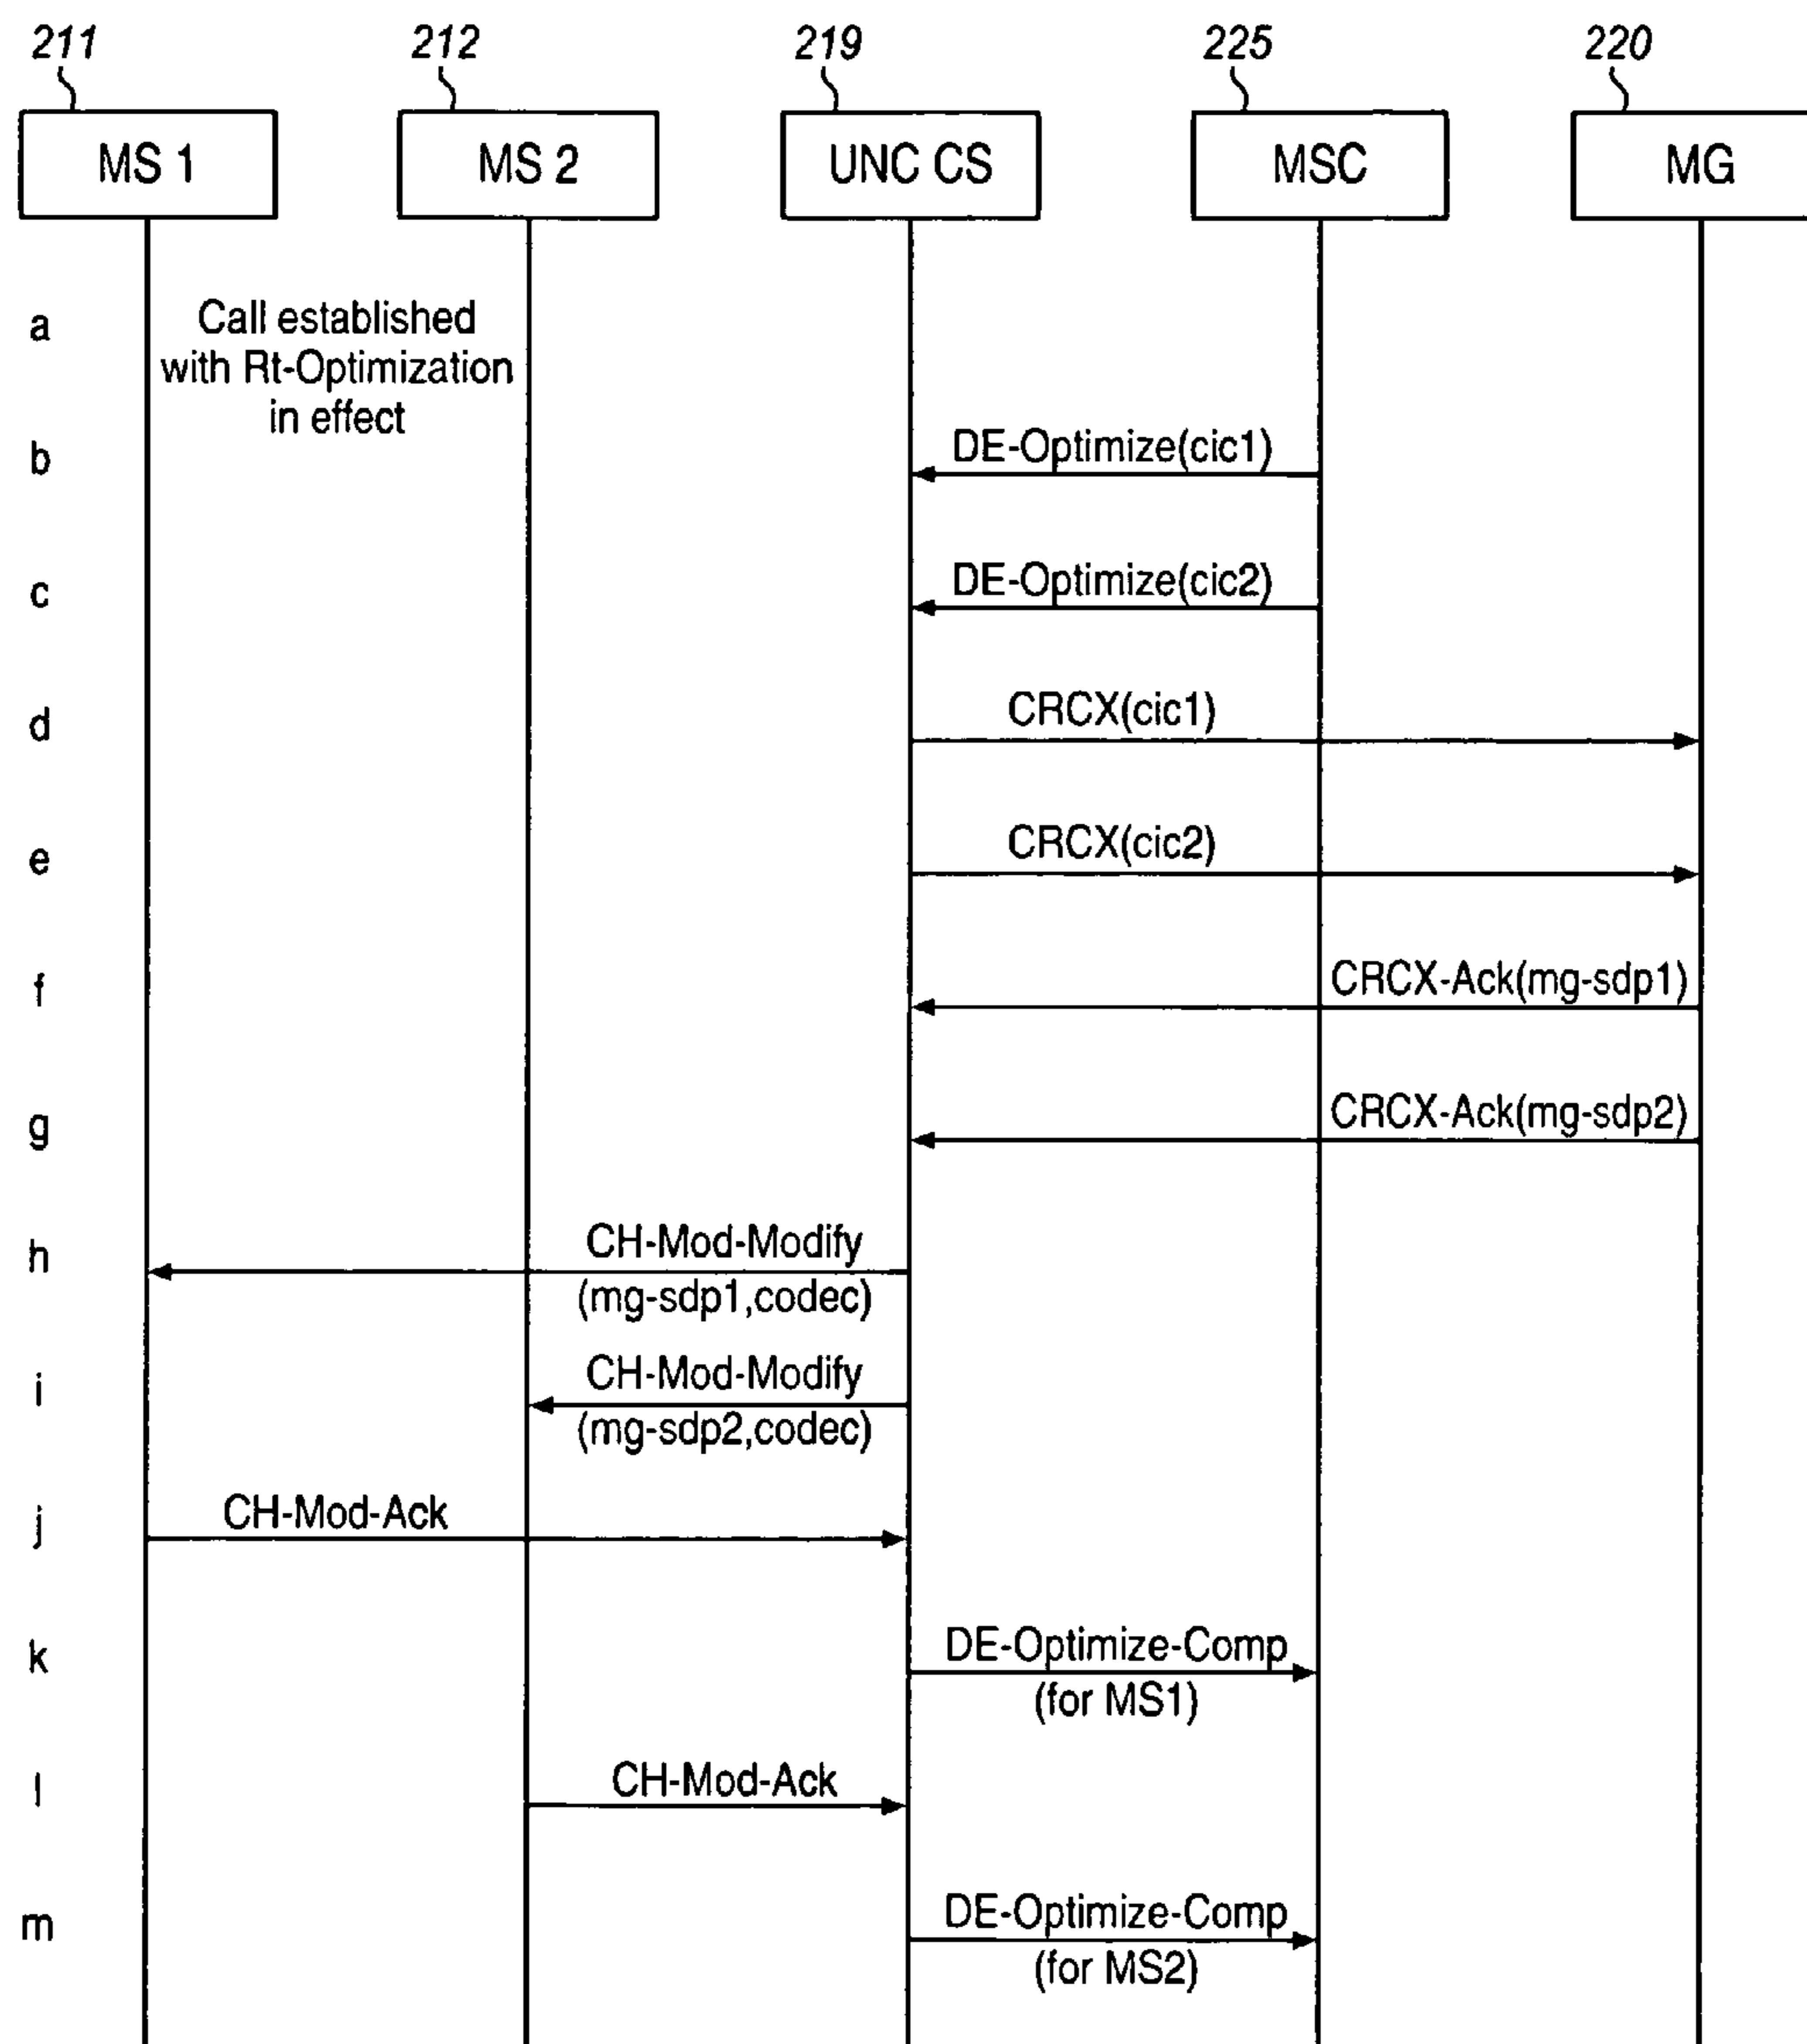 211 212 219 225 220
MS 1 MS 2 UNC CS MSC MG
a
Call established
with Rt-Optimization
in effect
b DE-Optimize(cic1)
c DE-Optimize(cic2)
d CRCX(cic1)
e CRCX(cic2)
f CRCX-Ack(mg-sdp1)
g CRCX-Ack(mg-sdp2)
h CH-Mod-Modify
(mg-sdp1,codec)
i CH-Mod-Modify
(mg-sdp2,codec)
j CH-Mod-Ack
k DE-Optimize-Comp
(for MS1)
l CH-Mod-Ack
m DE-Optimize-Comp
(for MS2)